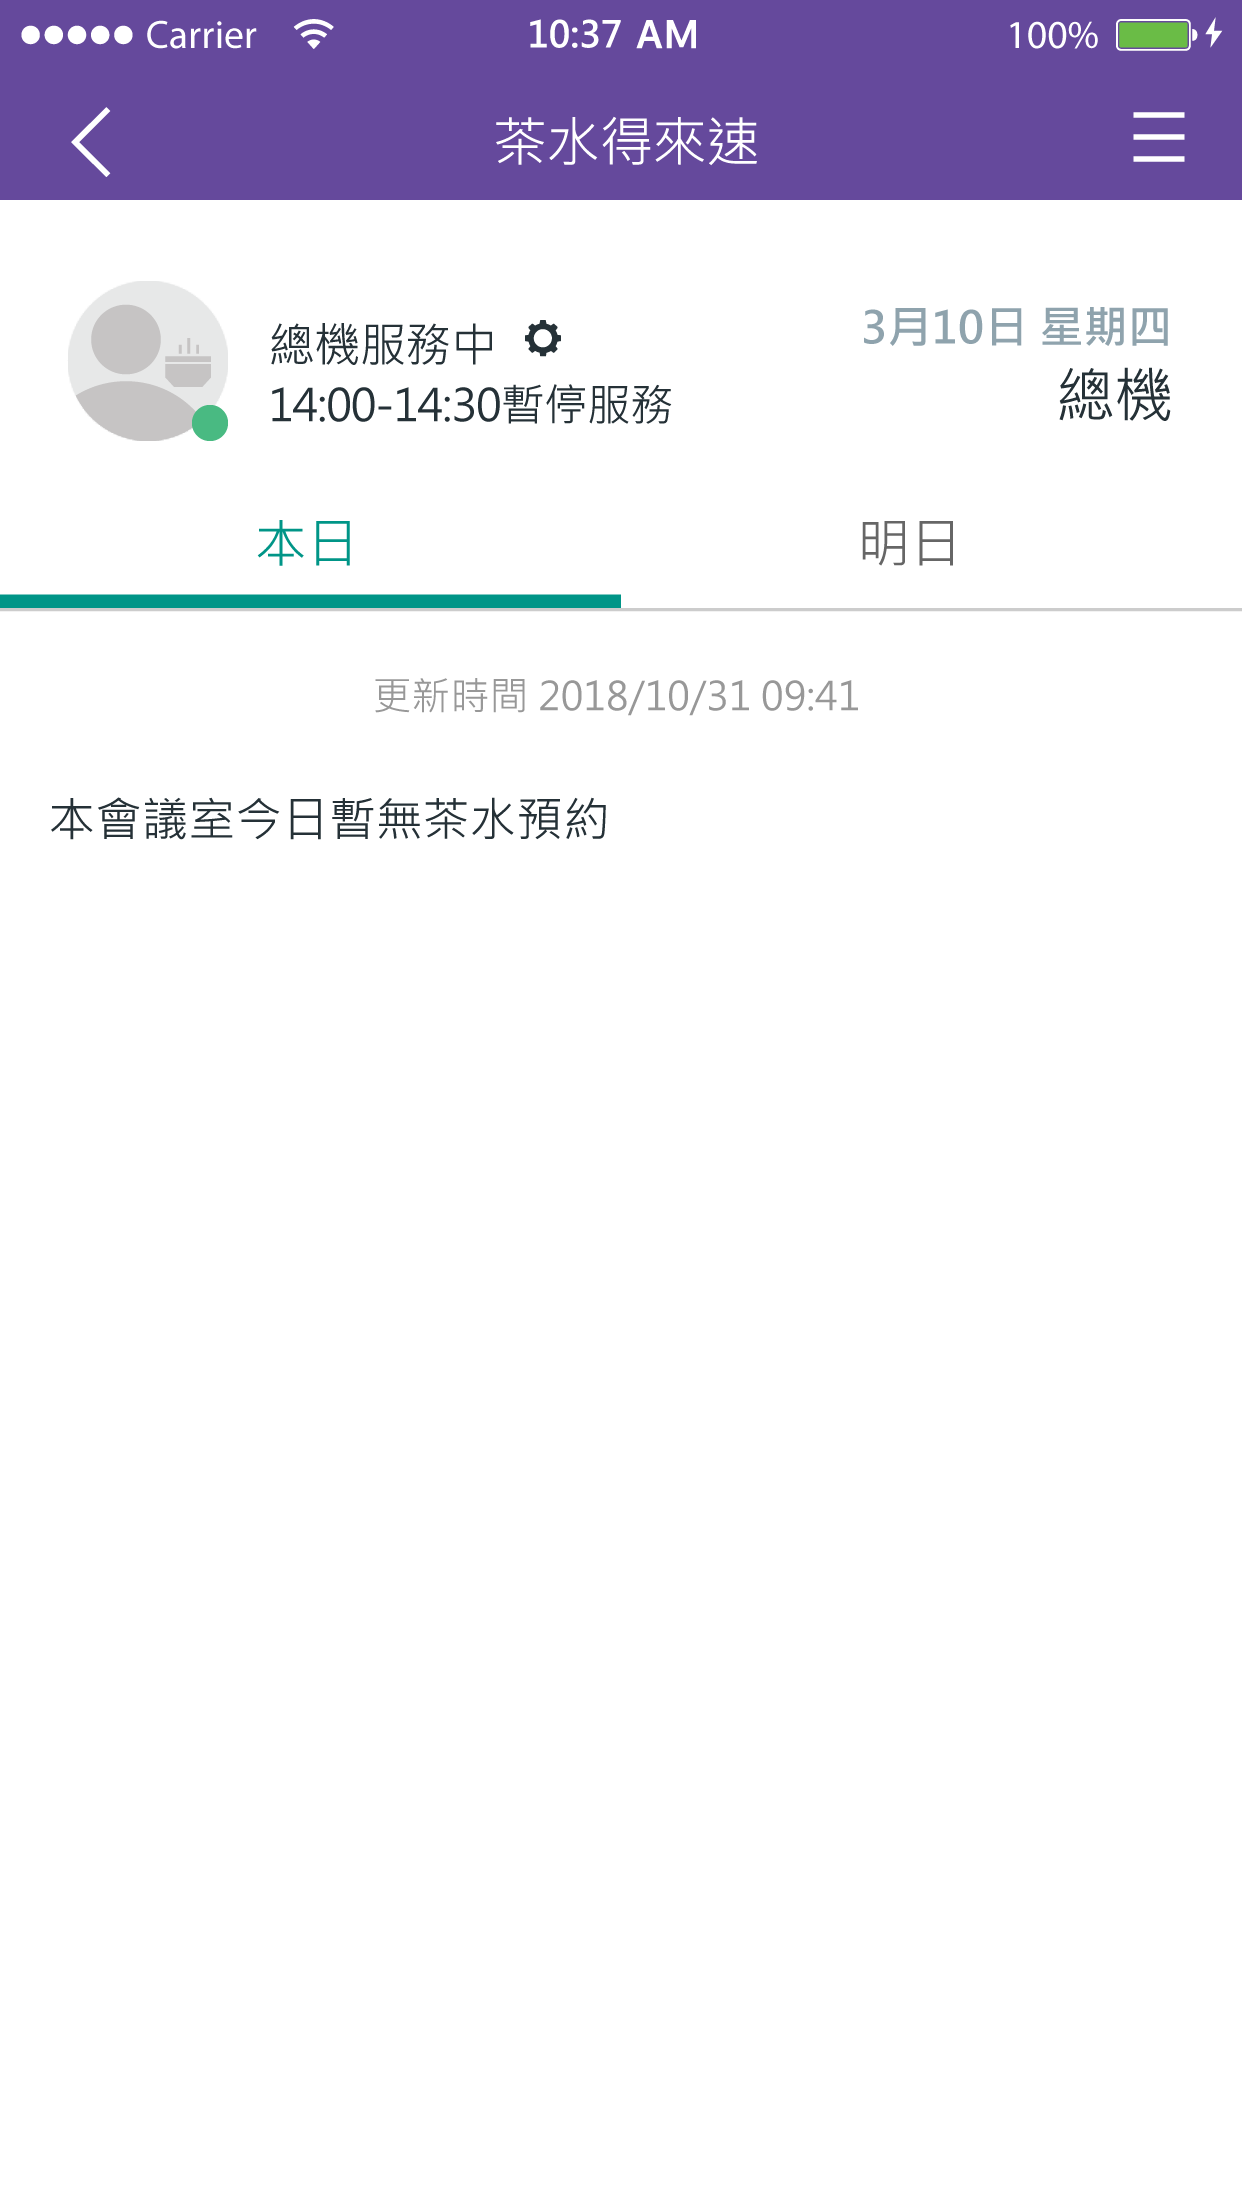 Carrier 10:37 AM 100%
茶水得來速
總機服務中
14:00-14:30暫停服務
3月10日 星期四
總機
本日 明日
更新時間 2018/10/31 09:41
本會議室今日暫無茶水預約